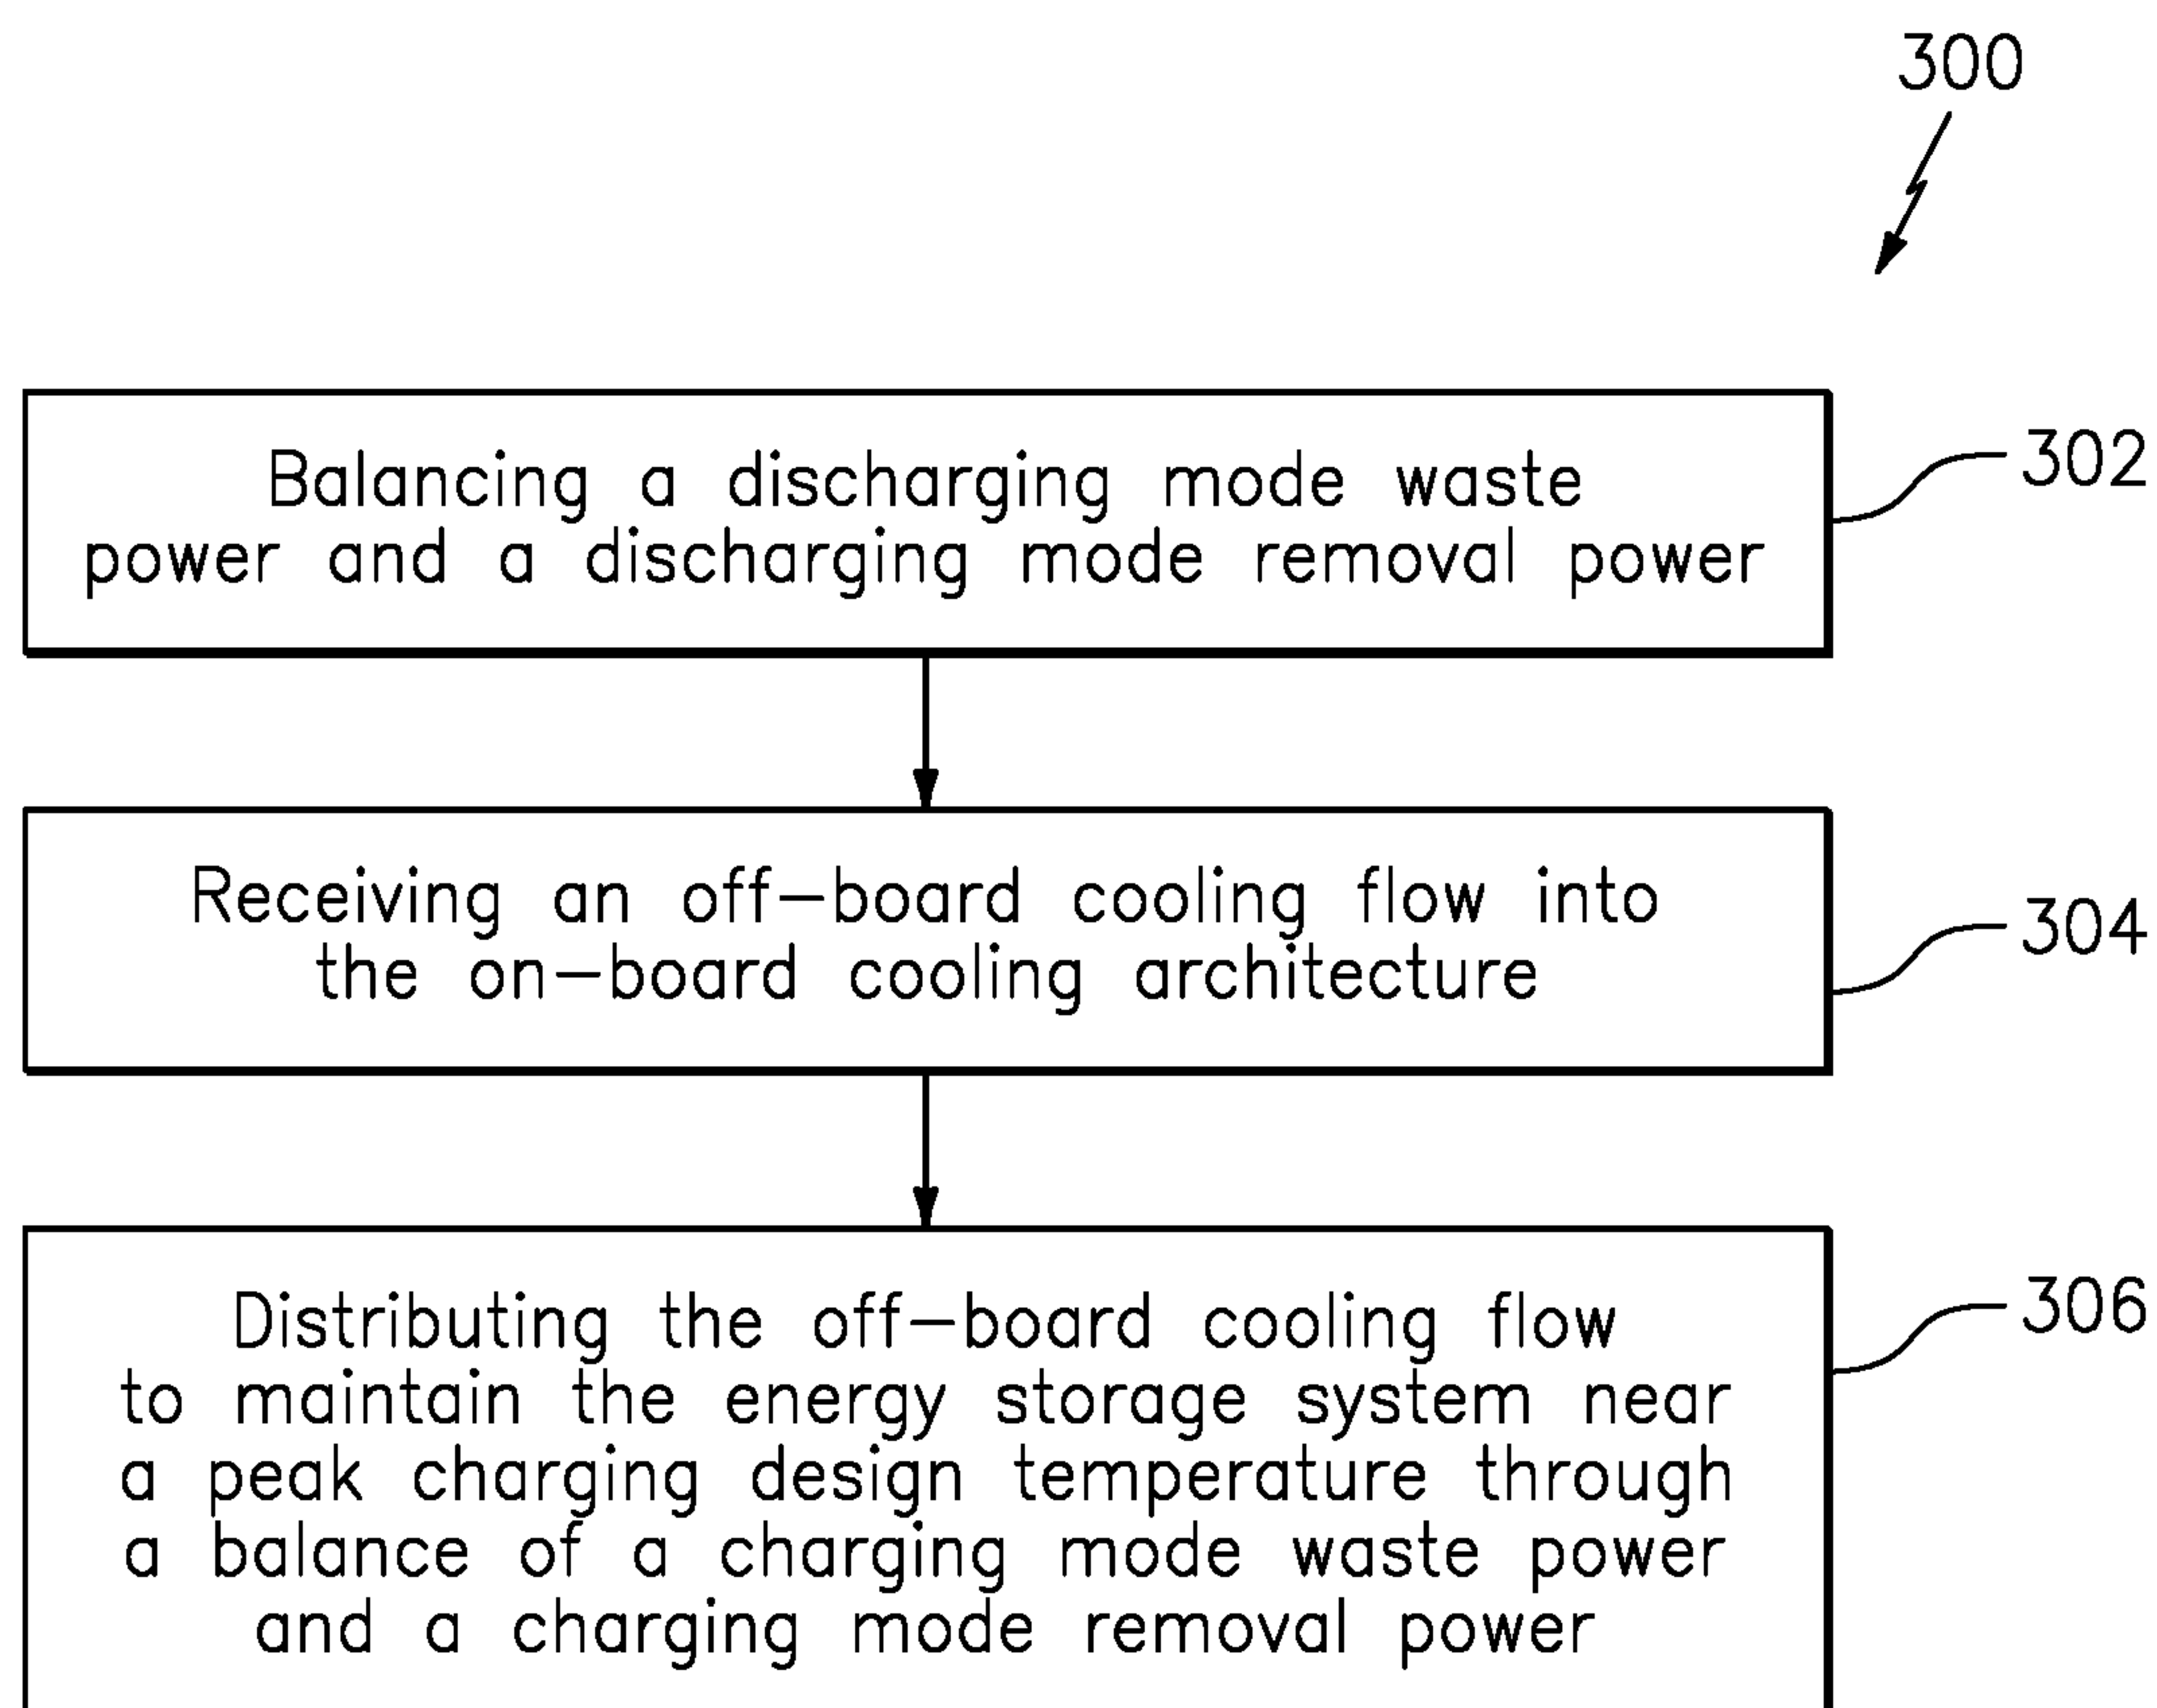 300
Balancing a discharging mode waste
power and a discharging mode removal power
302
Receiving an off-board cooling flow into
the on-board cooling architecture
304
Distributing the off-board cooling flow
to maintain the energy storage system near
a peak charging design temperature through
a balance of a charging mode waste power
and a charging mode removal power
306